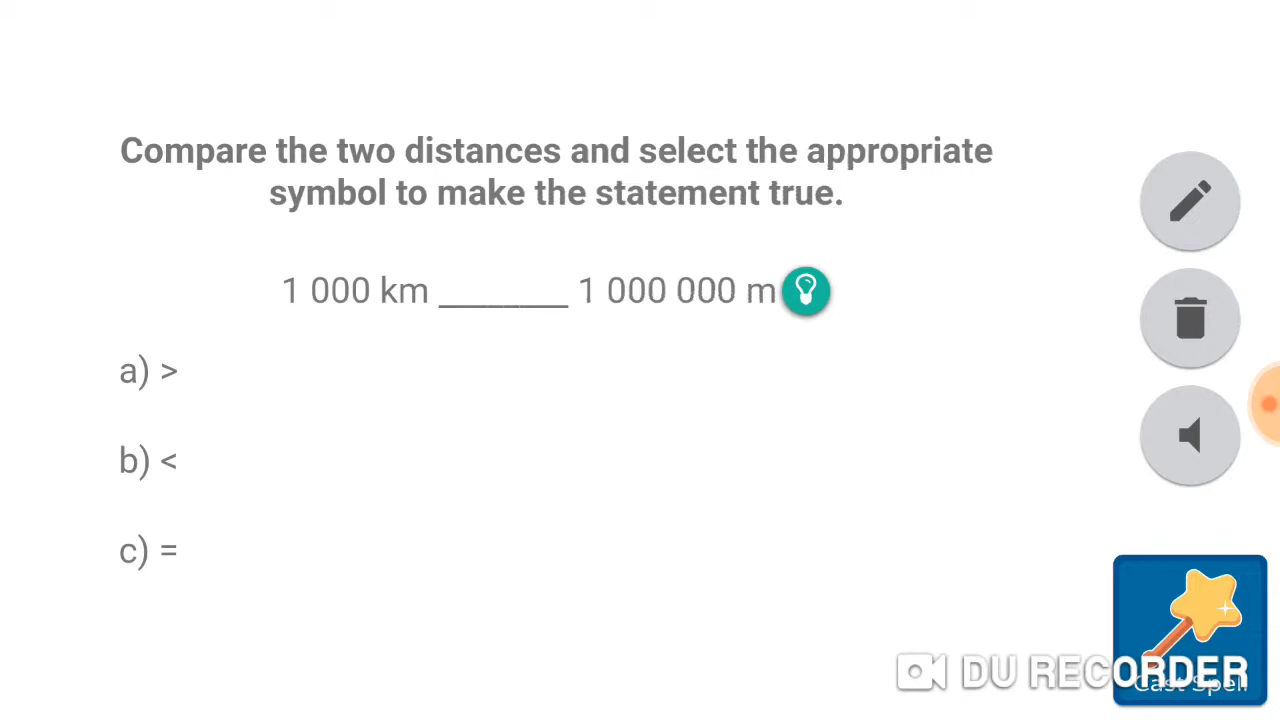 Compare the two distances and select the appropriate
symbol to make the statement true.
1 000 km ______ 1 000 000 m
a) >
b) <
c) =
DU RECORDER
Cast Spell